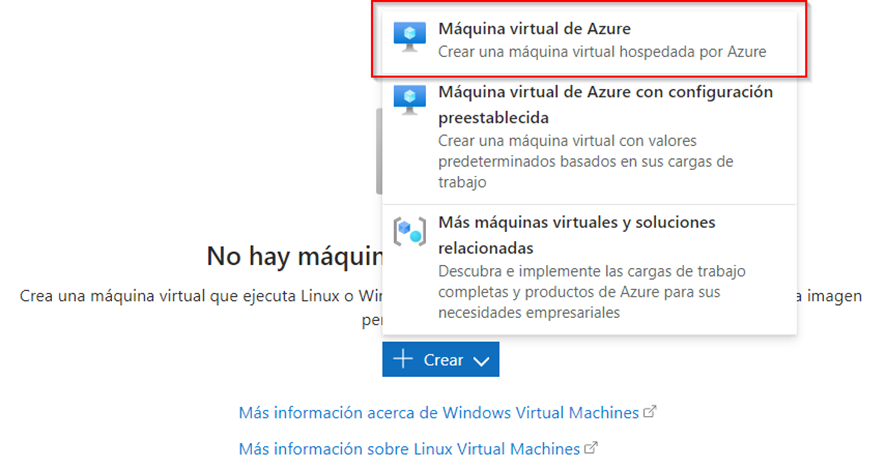 Máquina virtual de Azure
Crear una máquina virtual hospedada por Azure
Máquina virtual de Azure con configuración
preestablecida
Crear una máquina virtual con valores
predeterminados basados en sus cargas de
trabajo
Más máquinas virtuales y soluciones
relacionadas
Descubra e implemente las cargas de trabajo
completas y productos de Azure para sus
necesidades empresariales
No hay máquin
Crea una máquina virtual que ejecuta Linux o Win
a imagen
per
Crear
Más información acerca de Windows Virtual Machines
Más información sobre Linux Virtual Machines